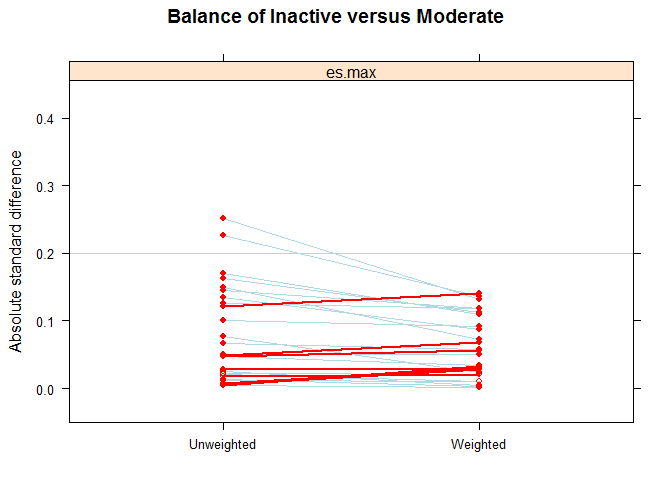 Balance of Inactive versus Moderate
es.max
Absolute standard difference
0.4
0.3
0.2
0.1
0.0
Unweighted
Weighted